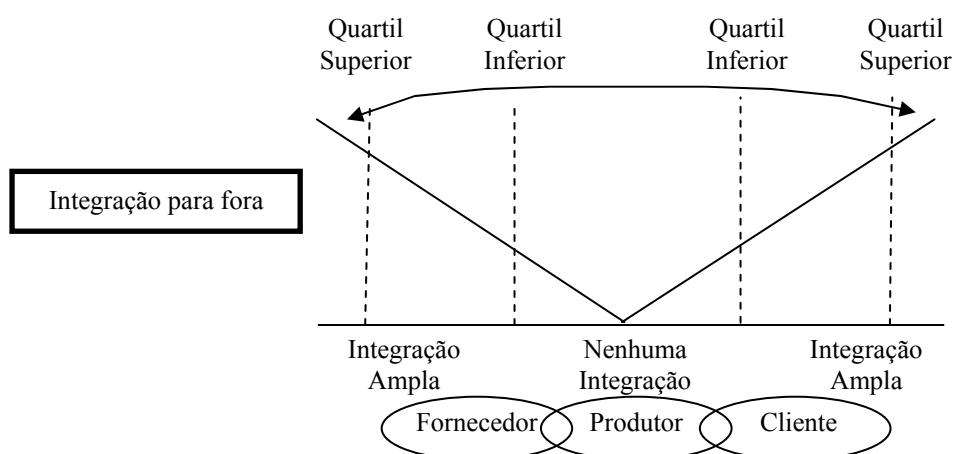 Quartil Quartil Quartil Quartil
Superior Inferior Inferior Superior
Integração para fora
Integração Nenhuma Integração
Ampla Integração Ampla
Fornecedor Produtor Cliente